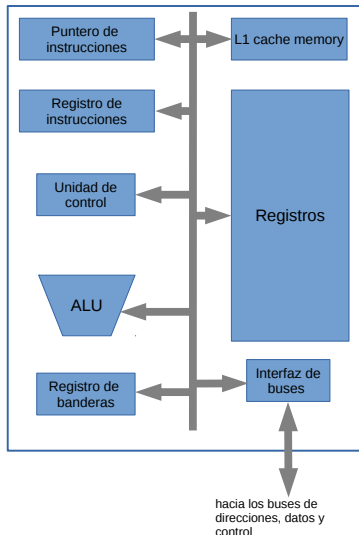 Puntero de
instrucciones
L1 cache memory
Registro de
instrucciones
Unidad de
control
Registros
ALU
Registro de
banderas
Interfaz de
buses
hacia los buses de
direcciones, datos y
control